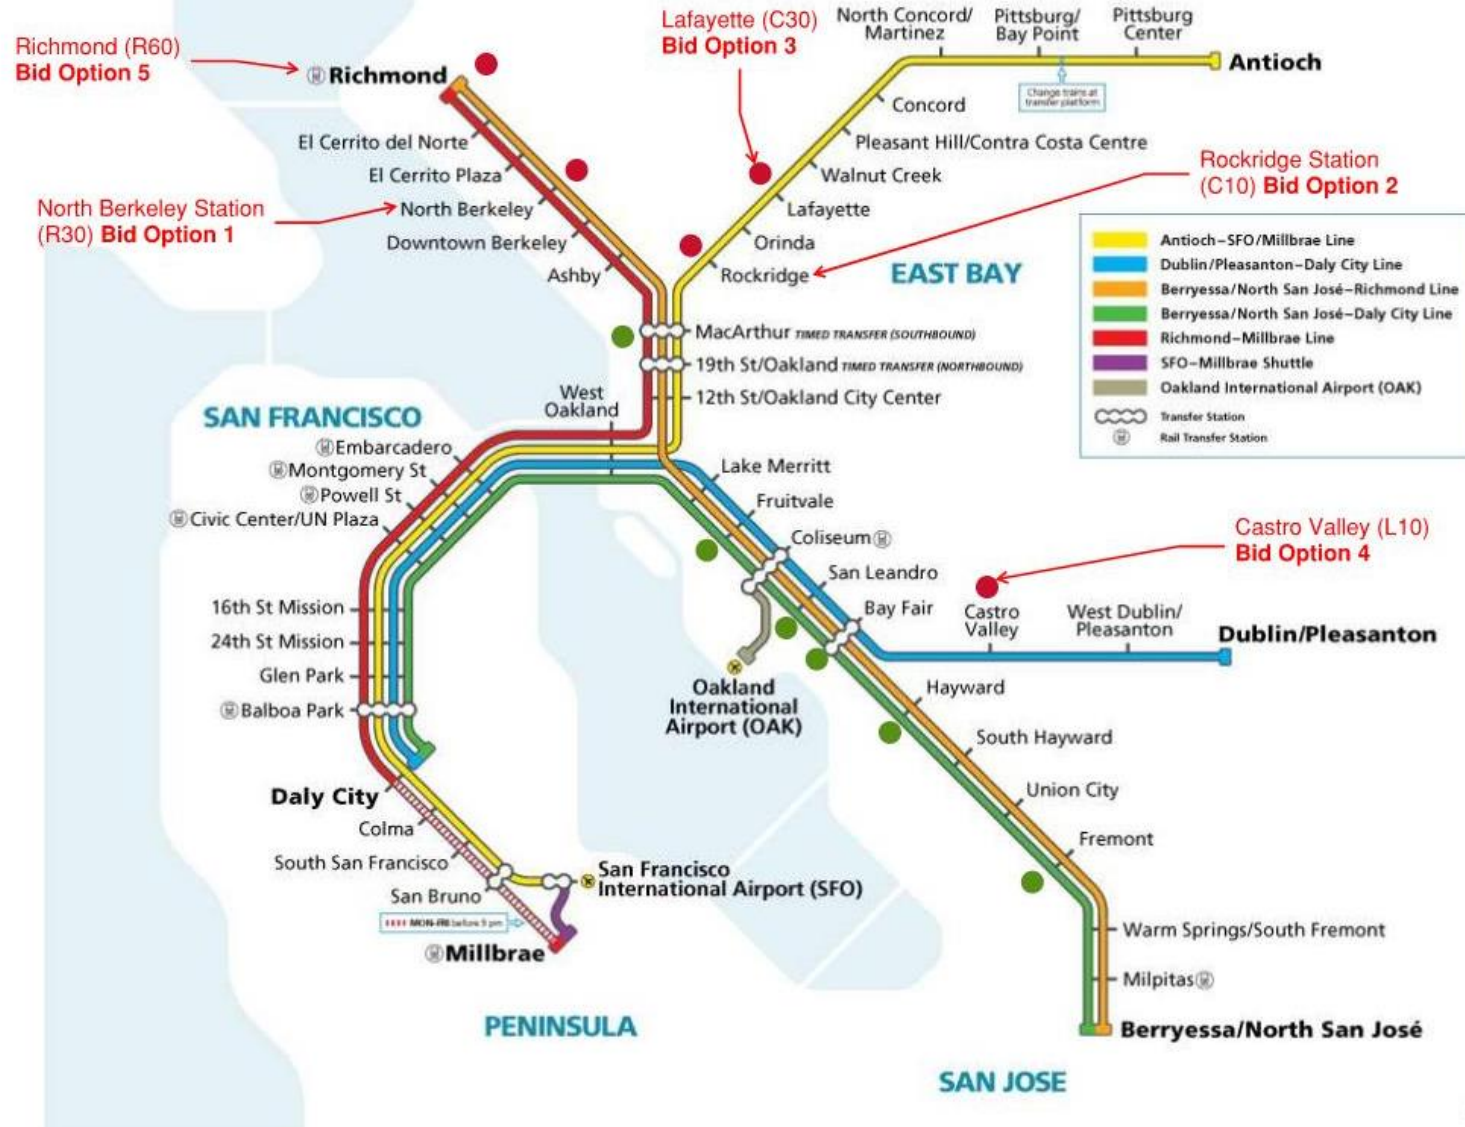 Richmond (R60)
Bid Option 5
Lafayette (C30)
Bid Option 3
North Concord/
Martinez
Pittsburg/
Bay Point
Pittsburg
Center
Antioch
Richmond
Change trains at
transfer platform
Concord
El Cerrito del Norte
Pleasant Hill/Contra Costa Centre
Rockridge Station
(C10) Bid Option 2
El Cerrito Plaza
Walnut Creek
North Berkeley Station
(R30) Bid Option 1
North Berkeley
Lafayette
Downtown Berkeley
Orinda
Ashby
Rockridge
EAST BAY
Antioch–SFO/Millbrae Line
Dublin/Pleasanton–Daly City Line
Berryessa/North San José–Richmond Line
Berryessa/North San José–Daly City Line
Richmond–Millbrae Line
SFO–Millbrae Shuttle
Oakland International Airport (OAK)
Transfer Station
Rail Transfer Station
MacArthur TIMED TRANSFER (SOUTHBOUND)
19th St/Oakland TIMED TRANSFER (NORTHBOUND)
12th St/Oakland City Center
West
Oakland
SAN FRANCISCO
Embarcadero
Montgomery St
Powell St
Civic Center/UN Plaza
Lake Merritt
Fruitvale
Coliseum
San Leandro
Bay Fair
Castro Valley (L10)
Bid Option 4
Castro
Valley
West Dublin/
Pleasanton
Dublin/Pleasanton
16th St Mission
24th St Mission
Glen Park
Balboa Park
Oakland
International
Airport (OAK)
Hayward
South Hayward
Union City
Fremont
Daly City
Colma
South San Francisco
San Bruno
San Francisco
International Airport (SFO)
MON-FRI before 9 pm
Millbrae
Warm Springs/South Fremont
Milpitas
Berryessa/North San José
PENINSULA
SAN JOSE